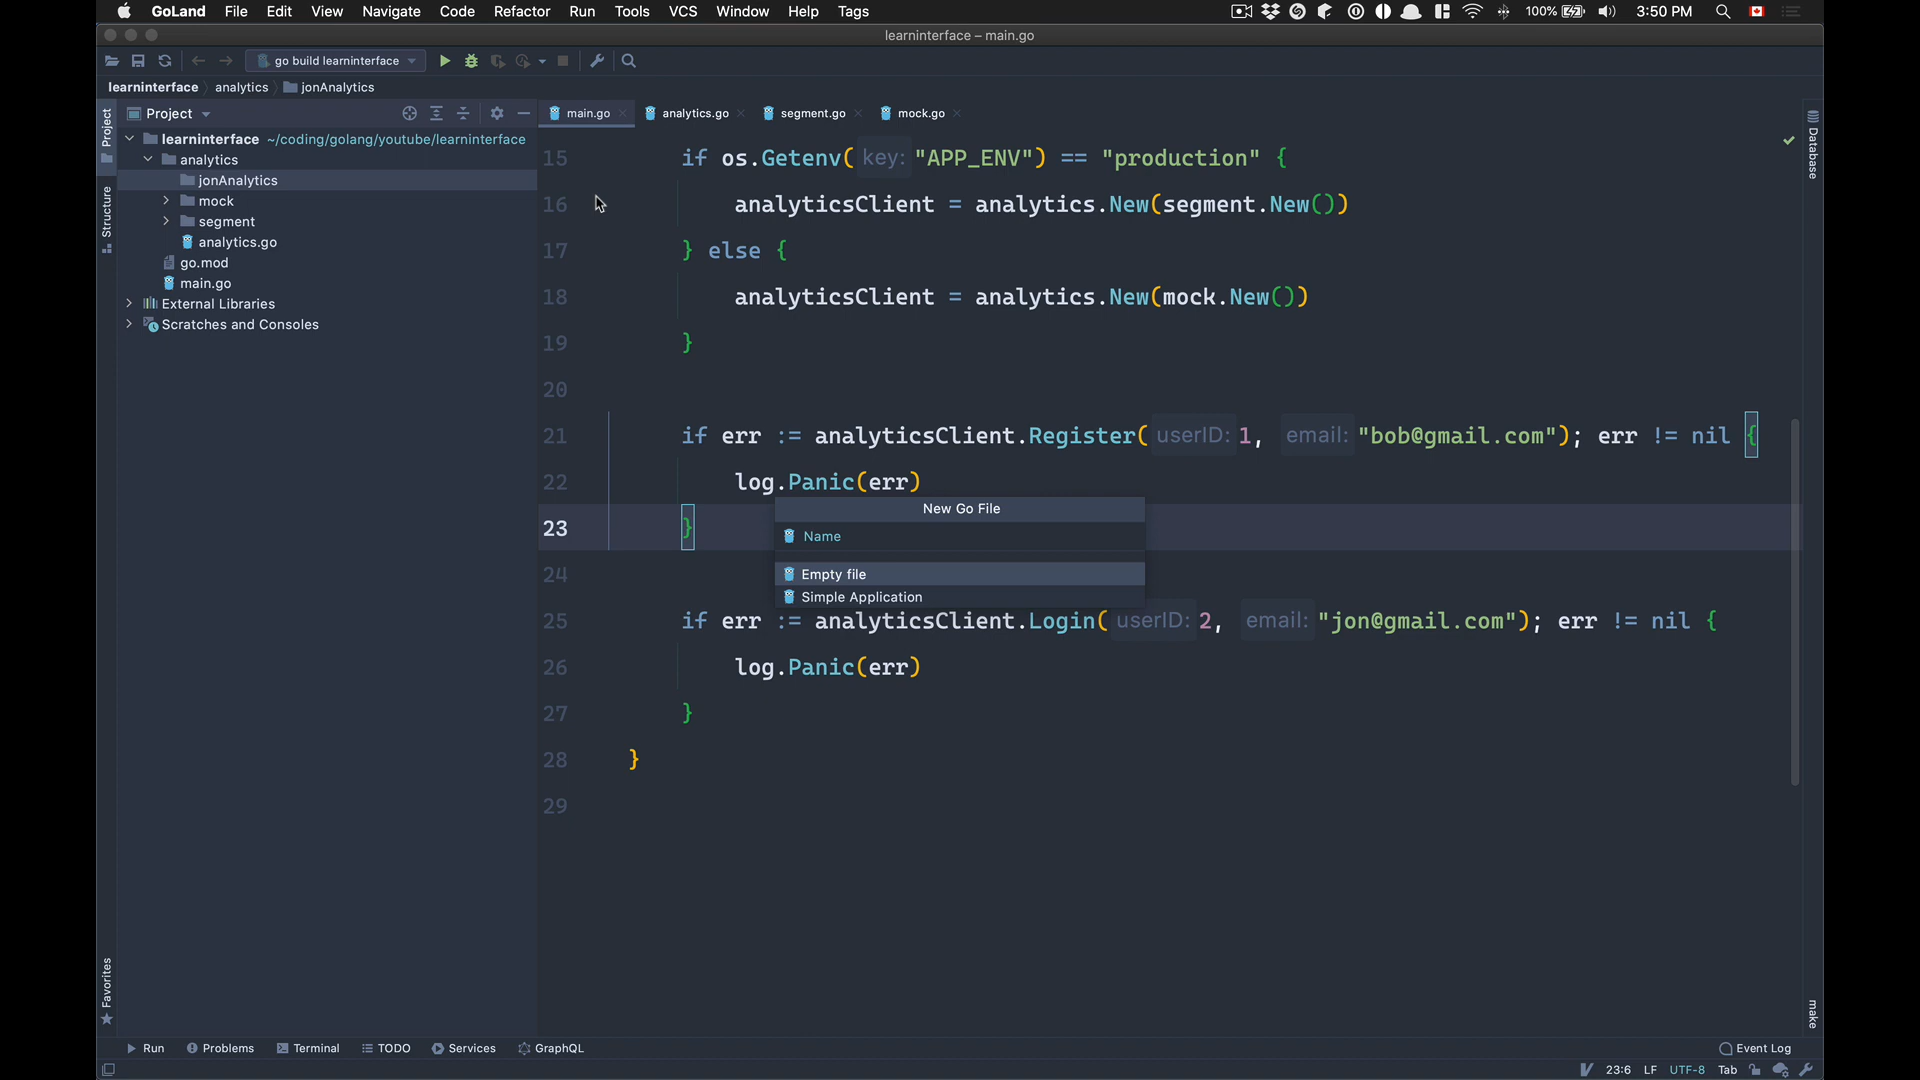 GoLand File Edit View Navigate Code Refactor Run Tools VCS Window Help Tags 100% 3:50 PM
learninterface – main.go
go build learninterface
learninterface analytics jonAnalytics
Project main.go analytics.go segment.go mock.go
learninterface ~/coding/golang/youtube/learninterface
analytics
jonAnalytics
mock
segment
analytics.go
go.mod
main.go
External Libraries
Scratches and Consoles
Project
Structure
Favorites
15 if os.Getenv( key: "APP_ENV") == "production" {
16 analyticsClient = analytics.New(segment.New())
17 } else {
18 analyticsClient = analytics.New(mock.New())
19 }
20
21 if err := analyticsClient.Register( userID: 1, email: "bob@gmail.com"); err != nil {
22 log.Panic(err)
23 }
24
25 if err := analyticsClient.Login( userID: 2, email: "jon@gmail.com"); err != nil {
26 log.Panic(err)
27 }
28 }
29
New Go File
Name
Empty file
Simple Application
Database
make
Run Problems Terminal TODO Services GraphQL Event Log
23:6 LF UTF-8 Tab